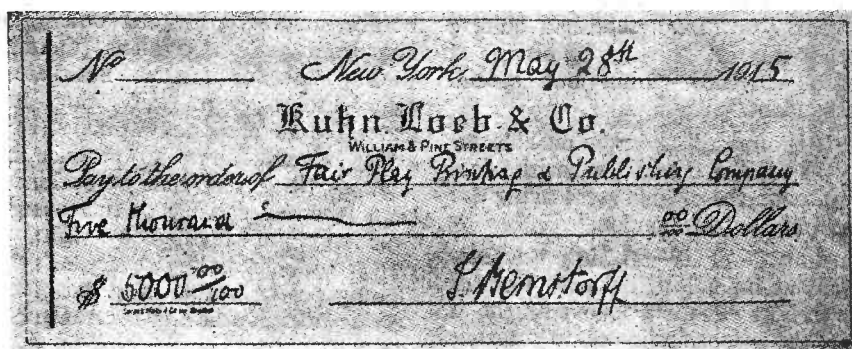 No New York, May 28th 1915
Kuhn, Loeb & Co.
WILLIAM & PINE STREETS
Pay to the order of Fair Play Printing & Publishing Company
Five thousand 00/100 Dollars
$ 5000 00/100
Bernstorff